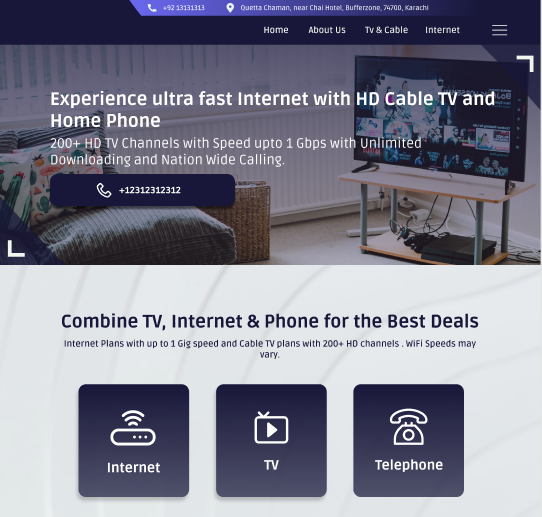 +92 13131313 Quetta Chaman, near Chai Hotel, Bufferzone, 74700, Karachi
Home About Us Tv & Cable Internet
Experience ultra fast Internet with HD Cable TV and
Home Phone
200+ HD TV Channels with Speed upto 1 Gbps with Unlimited
Downloading and Nation Wide Calling.
+12312312312
Combine TV, Internet & Phone for the Best Deals
Internet Plans with up to 1 Gig speed and Cable TV plans with 200+ HD channels . WiFi Speeds may
vary.
Internet TV Telephone